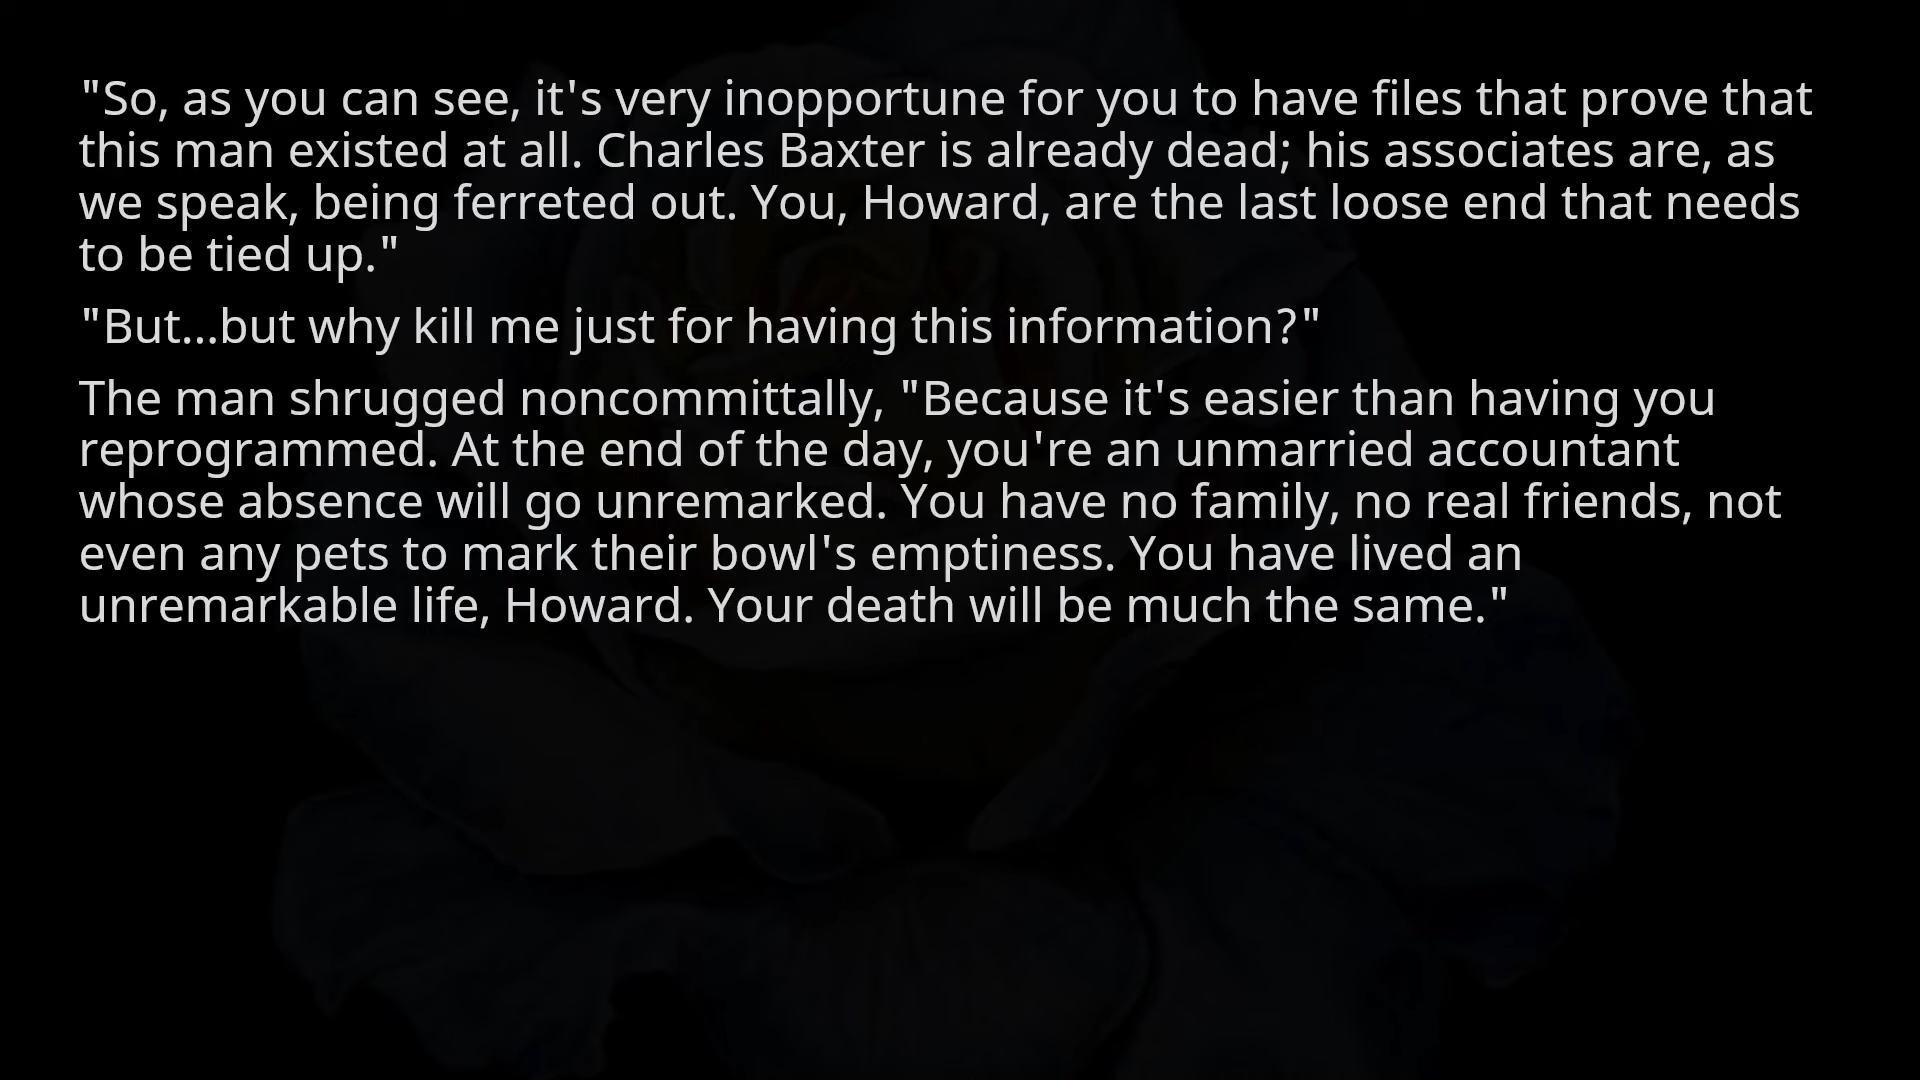 "So, as you can see, it's very inopportune for you to have files that prove that
this man existed at all. Charles Baxter is already dead; his associates are, as
we speak, being ferreted out. You, Howard, are the last loose end that needs
to be tied up."
"But...but why kill me just for having this information?"
The man shrugged noncommittally, "Because it's easier than having you
reprogrammed. At the end of the day, you're an unmarried accountant
whose absence will go unremarked. You have no family, no real friends, not
even any pets to mark their bowl's emptiness. You have lived an
unremarkable life, Howard. Your death will be much the same."